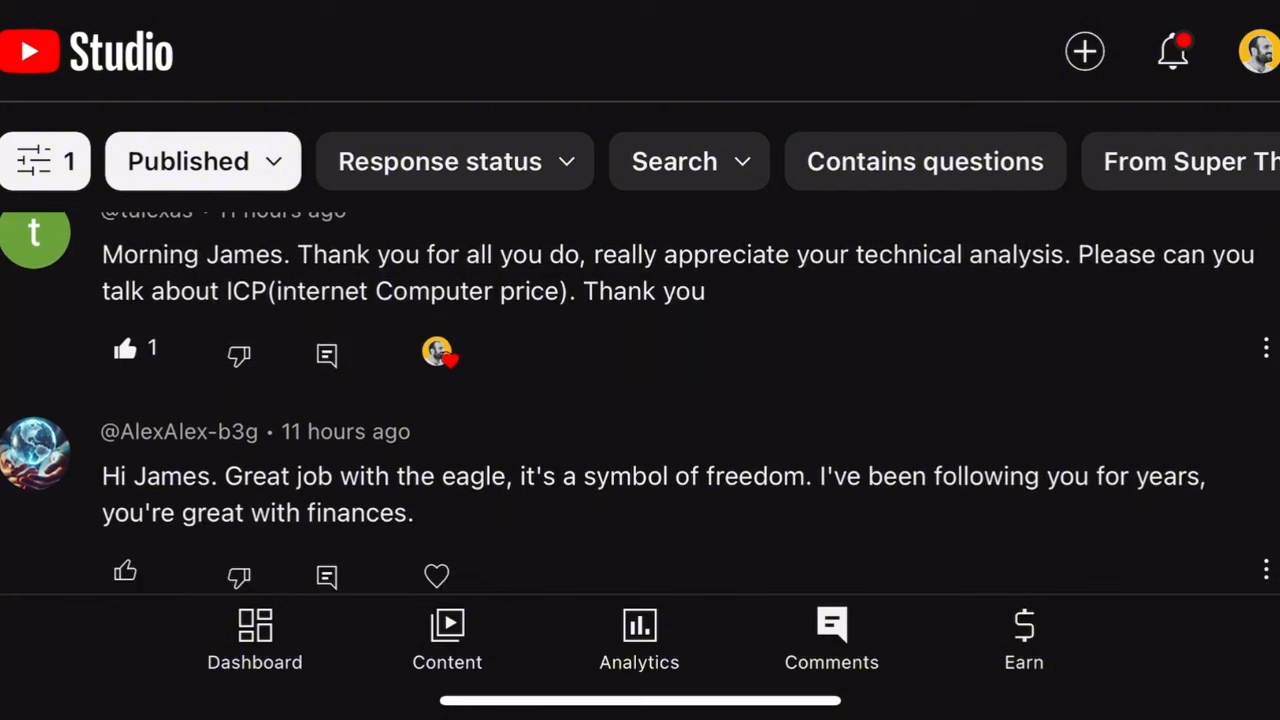 Studio
1
Published
Response status
Search
Contains questions
From Super Th
t
11 hours ago
Morning James. Thank you for all you do, really appreciate your technical analysis. Please can you
talk about ICP(internet Computer price). Thank you
1
@AlexAlex-b3g • 11 hours ago
Hi James. Great job with the eagle, it's a symbol of freedom. I've been following you for years,
you're great with finances.
Dashboard
Content
Analytics
Comments
Earn